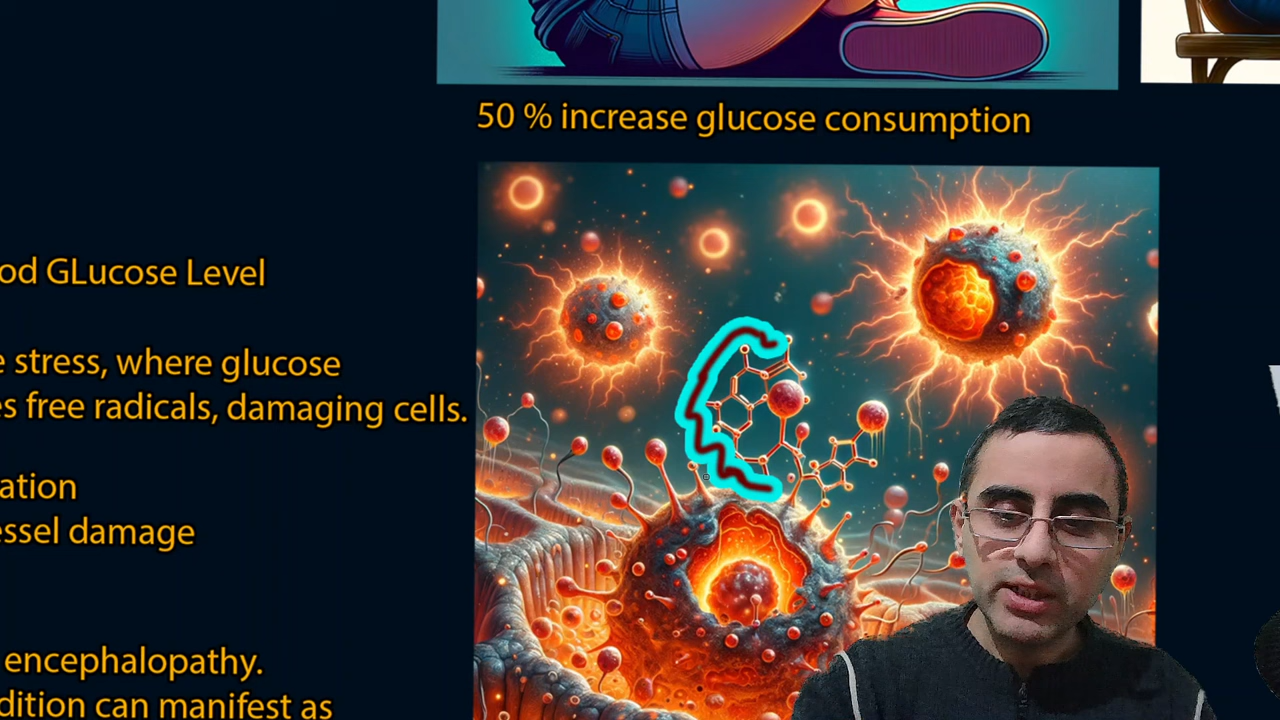 50 % increase glucose consumption
od GLucose Level
e stress, where glucose
es free radicals, damaging cells.
ation
essel damage
encephalopathy.
dition can manifest as